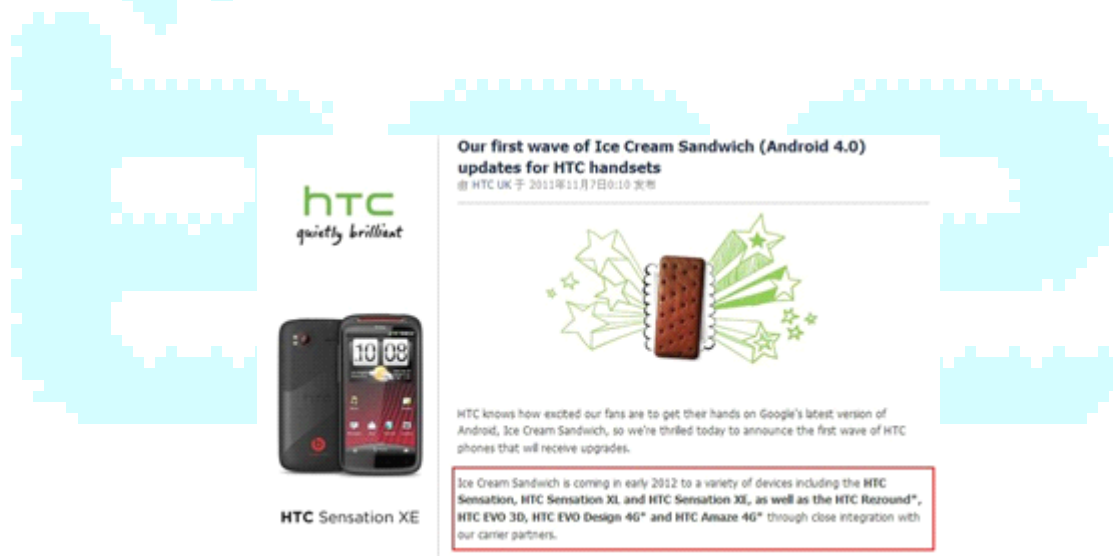 Our first wave of Ice Cream Sandwich (Android 4.0)
updates for HTC handsets
由 HTC UK 于 2011年11月7日0:10 发布
hTC
quietly brilliant
10 08
HTC Sensation XE
HTC knows how excited our fans are to get their hands on Google's latest version of
Android, Ice Cream Sandwich, so we're thrilled today to announce the first wave of HTC
phones that will receive upgrades.
Ice Cream Sandwich is coming in early 2012 to a variety of devices including the HTC
Sensation, HTC Sensation XL and HTC Sensation XE, as well as the HTC Rezound",
HTC EVO 3D, HTC EVO Design 4G" and HTC Amaze 4G" through close integration with
our carrier partners.